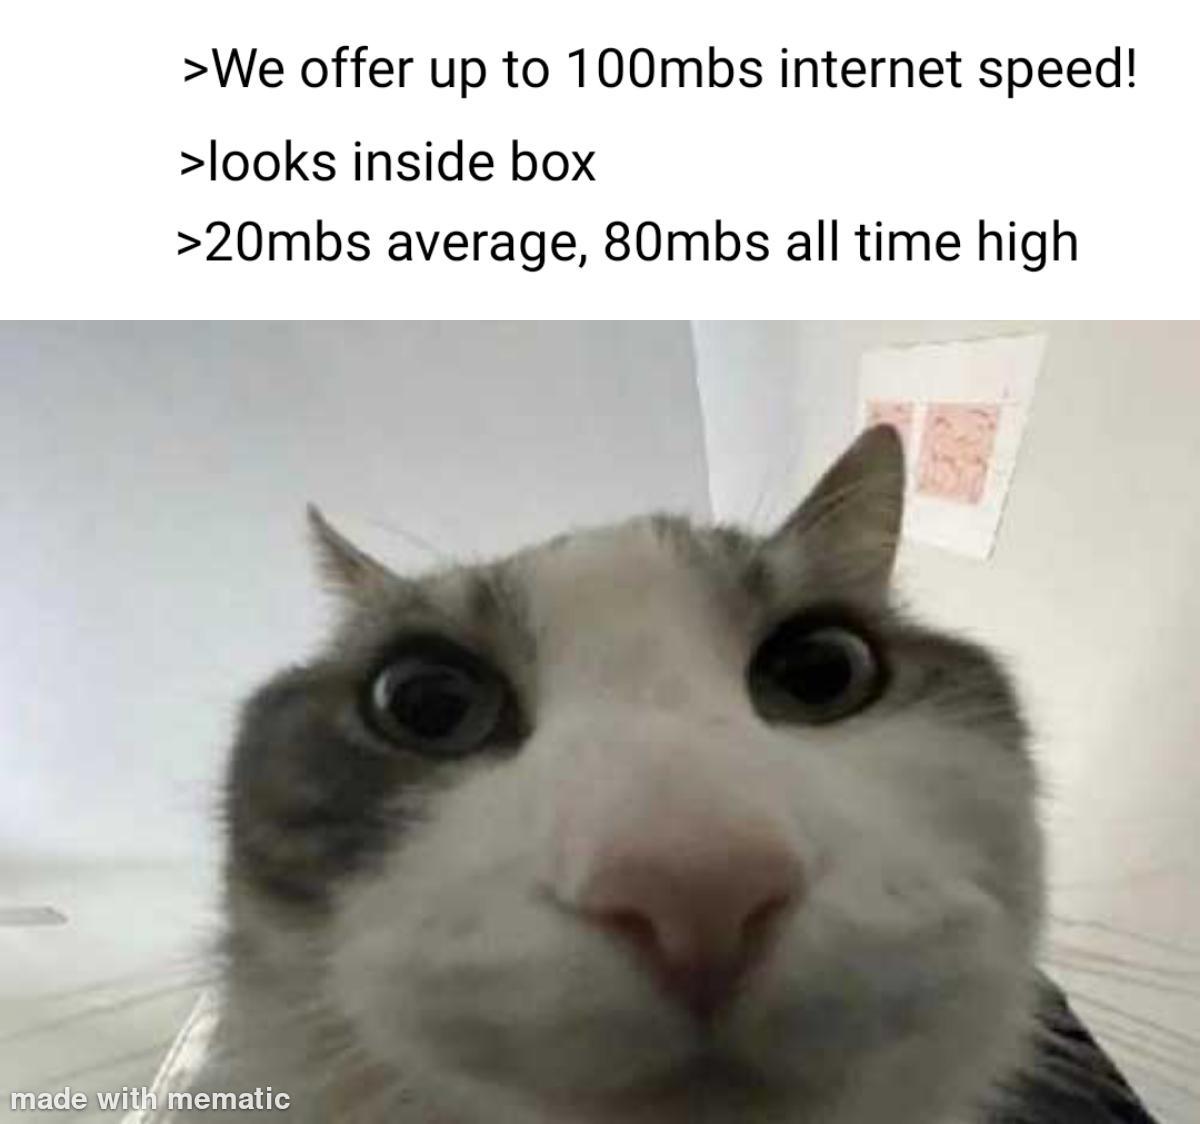 >We offer up to 100mbs internet speed!
>looks inside box
>20mbs average, 80mbs all time high
made with mematic